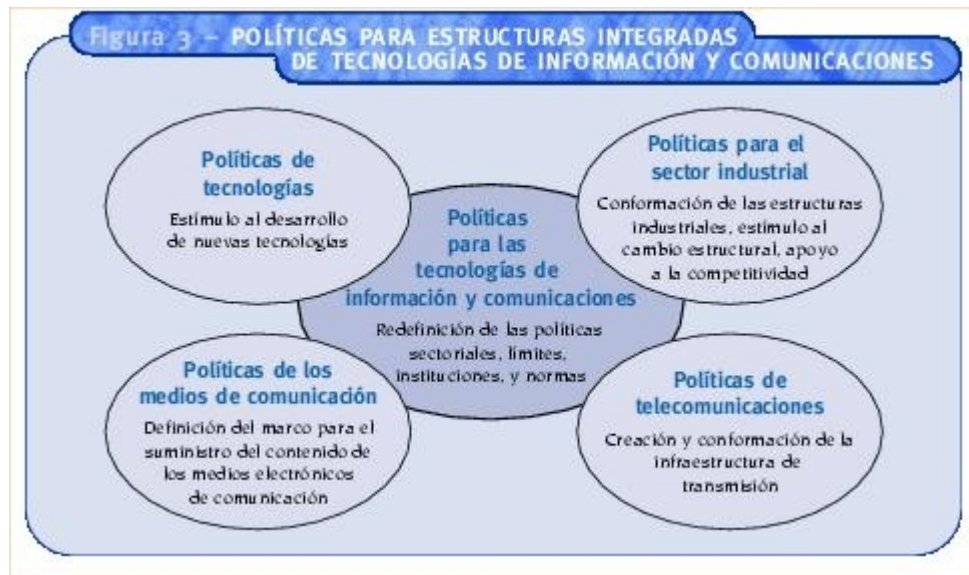 Figura 3 – POLÍTICAS PARA ESTRUCTURAS INTEGRADAS
DE TECNOLOGÍAS DE INFORMACIÓN Y COMUNICACIONES
Políticas de
tecnologías
Estímulo al desarrollo
de nuevas tecnologías
Políticas para el
sector industrial
Conformación de las estructuras
industriales, estímulo al
cambio estructural, apoyo
a la competitividad
Políticas
para las
tecnologías de
información y comunicaciones
Redefinición de las políticas
sectoriales, límites,
instituciones, y normas
Políticas de los
medios de comunicación
Definición del marco para el
suministro del contenido de
los medios electrónicos
de comunicación
Políticas de
telecomunicaciones
Creación y conformación de la
infraestructura de
transmisión